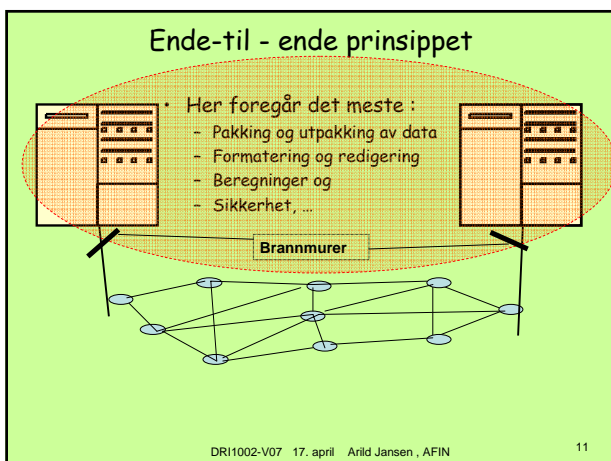 Ende-til - ende prinsippet
• Her foregår det meste :
– Pakking og utpakking av data
– Formatering og redigering
– Beregninger og
– Sikkerhet, ...
Brannmurer
DRI1002-V07 17. april Arild Jansen , AFIN
11